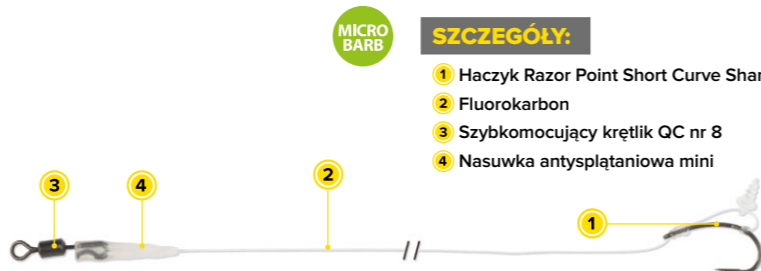 MICRO
BARB
SZCZEGÓŁY:
1 Haczyk Razor Point Short Curve
2 Fluorokarbon
3 Szybkomocujący krętlik QC nr 8
4 Nasuwka antysplątaniowa mini
3
4
2
1